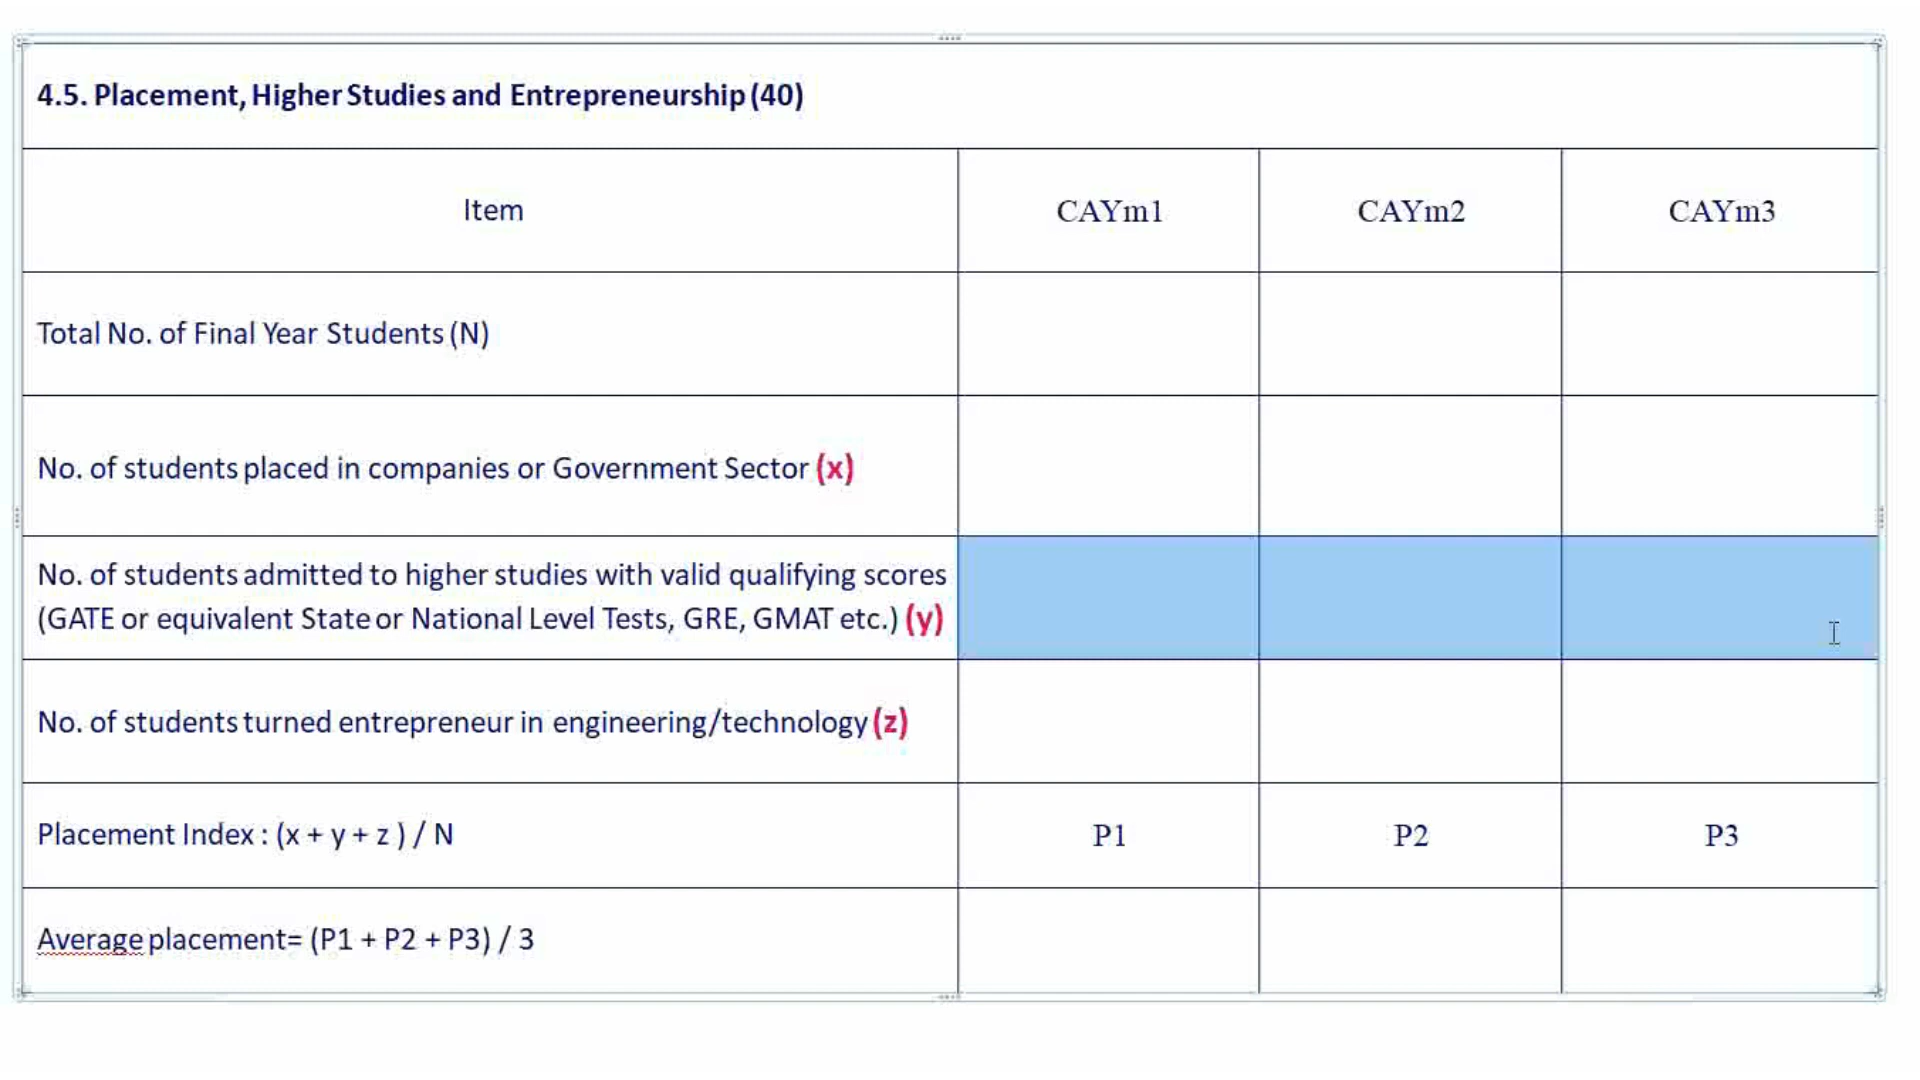 4.5. Placement, Higher Studies and Entrepreneurship (40)
Item CAYm1 CAYm2 CAYm3
Total No. of Final Year Students (N)
No. of students placed in companies or Government Sector (x)
No. of students admitted to higher studies with valid qualifying scores
(GATE or equivalent State or National Level Tests, GRE, GMAT etc.) (y)
No. of students turned entrepreneur in engineering/technology (z)
Placement Index : (x + y + z ) / N P1 P2 P3
Average placement= (P1 + P2 + P3) / 3